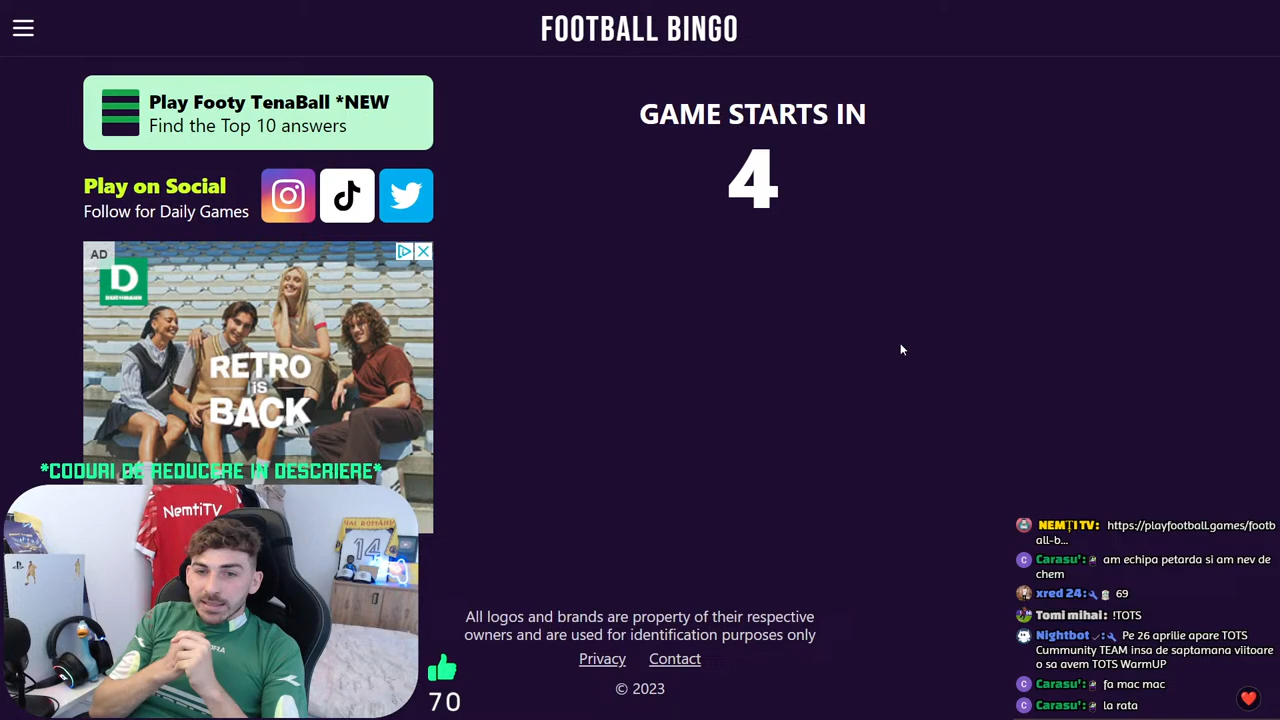 FOOTBALL BINGO
Play Footy TenaBall *NEW
Find the Top 10 answers
Play on Social
Follow for Daily Games
GAME STARTS IN
4
AD
D
DEICHMANN
RETRO
IS
BACK
*CODURI DE REDUCERE IN DESCRIERE*
NemtiTV
HAI ROMÂNIA
14
70
All logos and brands are property of their respective
owners and are used for identification purposes only
Privacy Contact
© 2023
NEMTI TV: https://playfootball.games/footb
all-b...
Carasu': am echipa petarda si am nev de
chem
xred 24: 69
Tomi mihai: !TOTS
Nightbot: Pe 26 aprilie apare TOTS
Cummunity TEAM insa de saptamana viitoare
o sa avem TOTS WarmUP
Carasu': fa mac mac
Carasu': la rata